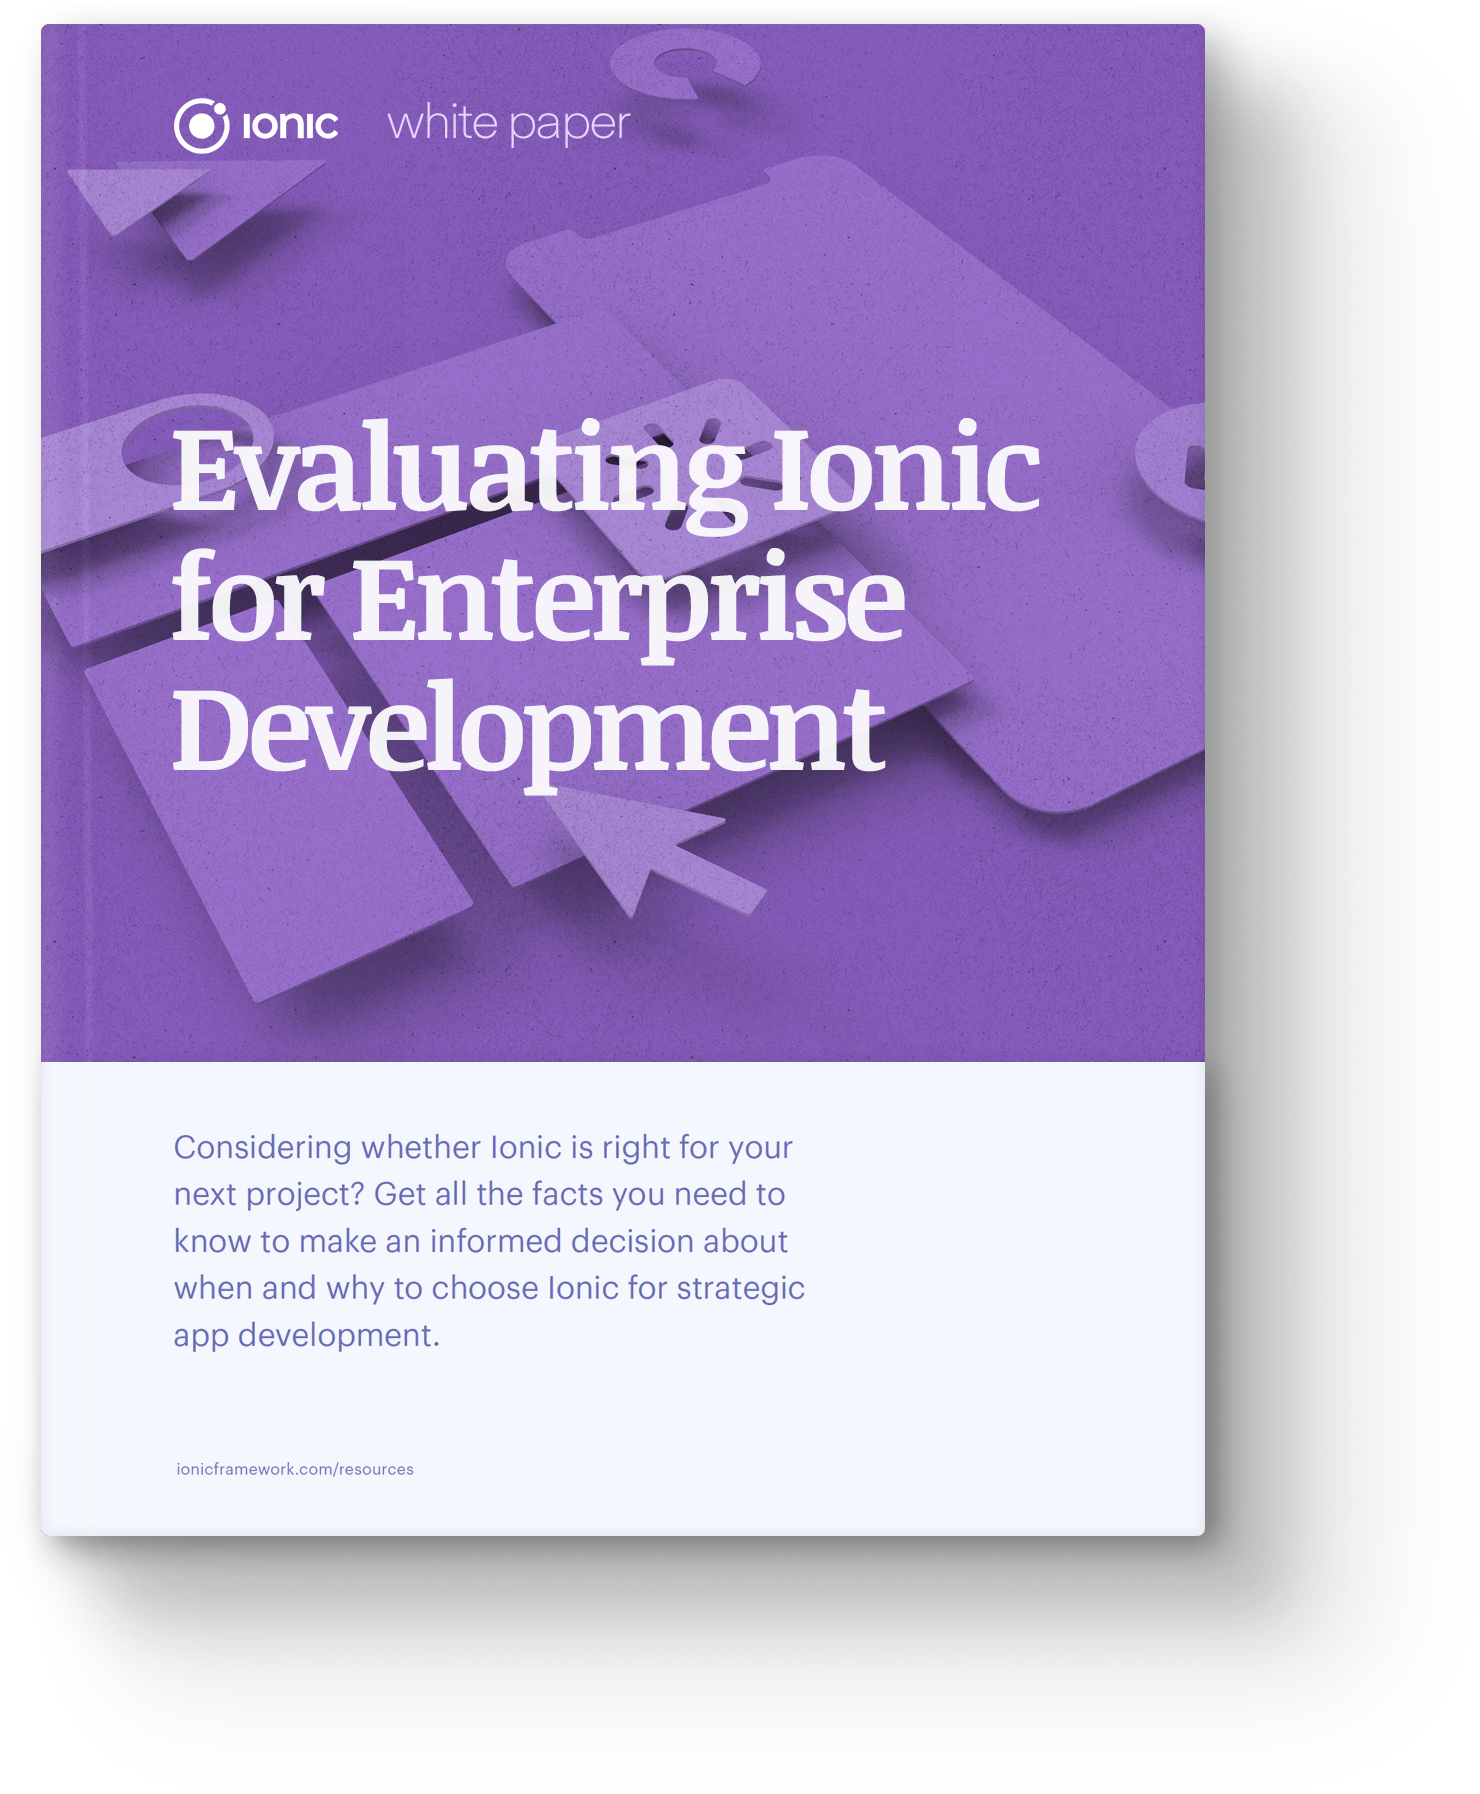 ionic white paper
Evaluating Ionic
for Enterprise
Development
Considering whether Ionic is right for your
next project? Get all the facts you need to
know to make an informed decision about
when and why to choose Ionic for strategic
app development.
ionicframework.com/resources